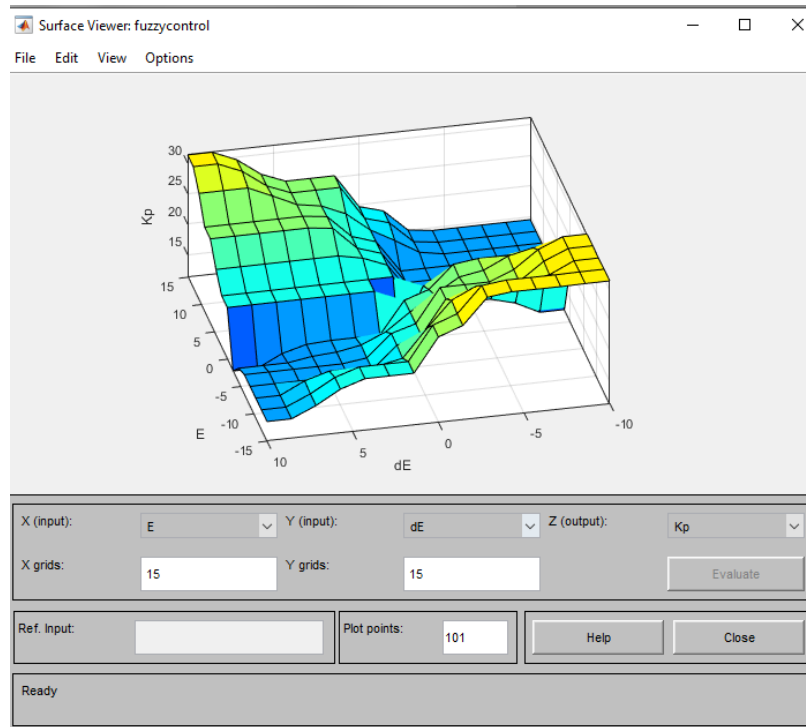 Surface Viewer: fuzzycontrol
File Edit View Options
30
25
20
15
Kp
15
10
5
0
-5
-10
-15
E
10
5
0
-5
-10
dE
X (input): E Y (input): dE Z (output): Kp
X grids: 15 Y grids: 15 Evaluate
Ref. Input: Plot points: 101 Help Close
Ready